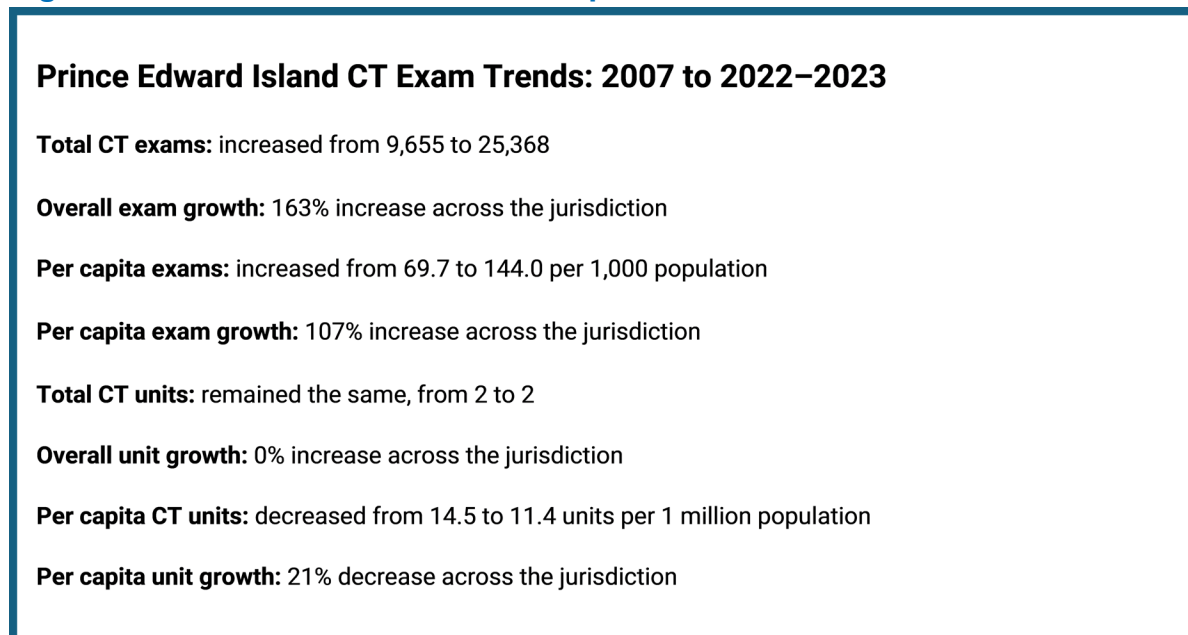 Prince Edward Island CT Exam Trends: 2007 to 2022–2023
Total CT exams: increased from 9,655 to 25,368
Overall exam growth: 163% increase across the jurisdiction
Per capita exams: increased from 69.7 to 144.0 per 1,000 population
Per capita exam growth: 107% increase across the jurisdiction
Total CT units: remained the same, from 2 to 2
Overall unit growth: 0% increase across the jurisdiction
Per capita CT units: decreased from 14.5 to 11.4 units per 1 million population
Per capita unit growth: 21% decrease across the jurisdiction